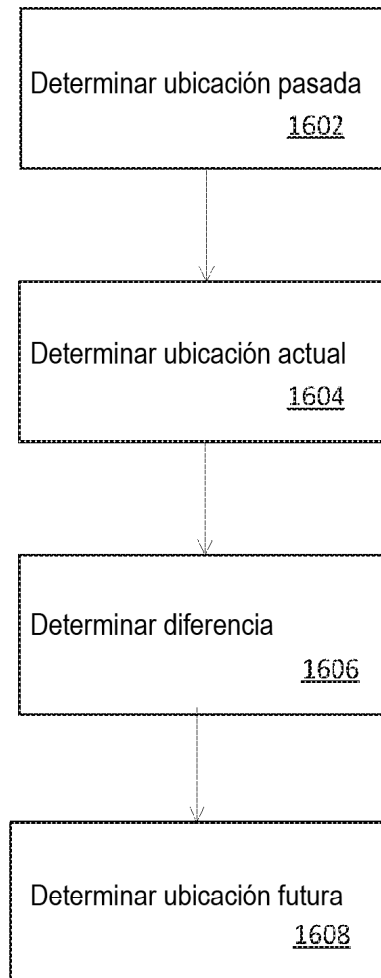 Determinar ubicación pasada
1602
Determinar ubicación actual
1604
Determinar diferencia
1606
Determinar ubicación futura
1608